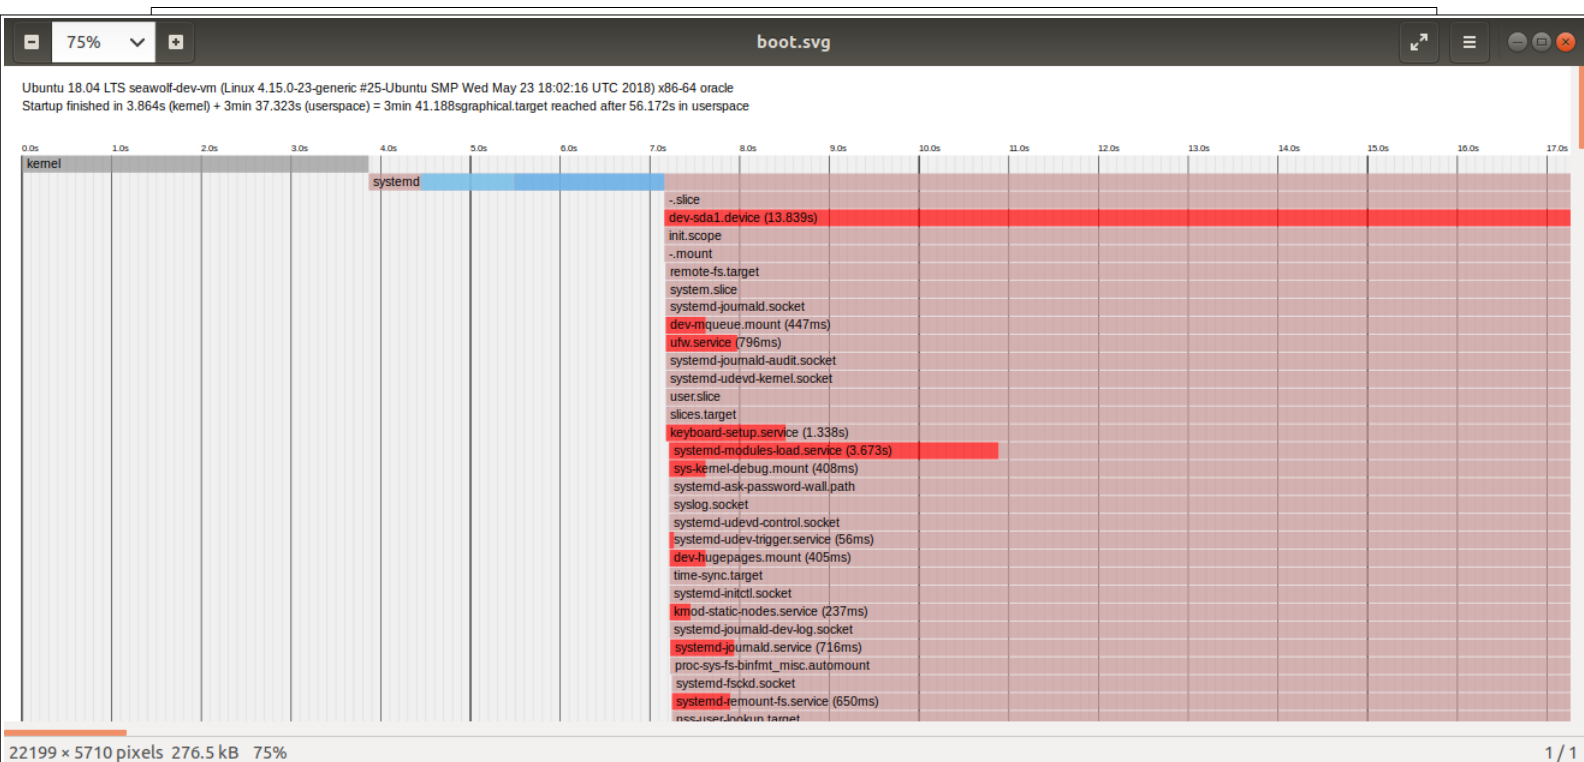 75%
boot.svg
Ubuntu 18.04 LTS seawolf-dev-vm (Linux 4.15.0-23-generic #25-Ubuntu SMP Wed May 23 18:02:16 UTC 2018) x86-64 oracle
Startup finished in 3.864s (kernel) + 3min 37.323s (userspace) = 3min 41.188sgraphical.target reached after 56.172s in userspace
0.0s 1.0s 2.0s 3.0s 4.0s 5.0s 6.0s 7.0s 8.0s 9.0s 10.0s 11.0s 12.0s 13.0s 14.0s 15.0s 16.0s 17.0s
kernel
systemd
-.slice
dev-sda1.device (13.839s)
init.scope
-.mount
remote-fs.target
system.slice
systemd-journald.socket
dev-mqueue.mount (447ms)
ufw.service (796ms)
systemd-journald-audit.socket
systemd-udevd-kernel.socket
user.slice
slices.target
keyboard-setup.service (1.338s)
systemd-modules-load.service (3.673s)
sys-kernel-debug.mount (408ms)
systemd-ask-password-wall.path
syslog.socket
systemd-udevd-control.socket
systemd-udev-trigger.service (56ms)
dev-hugepages.mount (405ms)
time-sync.target
systemd-initctl.socket
kmod-static-nodes.service (237ms)
systemd-journald-dev-log.socket
systemd-journald.service (716ms)
proc-sys-fs-binfmt_misc.automount
systemd-fsckd.socket
systemd-remount-fs.service (650ms)
nss-user-lookup.target
22199 × 5710 pixels 276.5 kB 75%
1 / 1